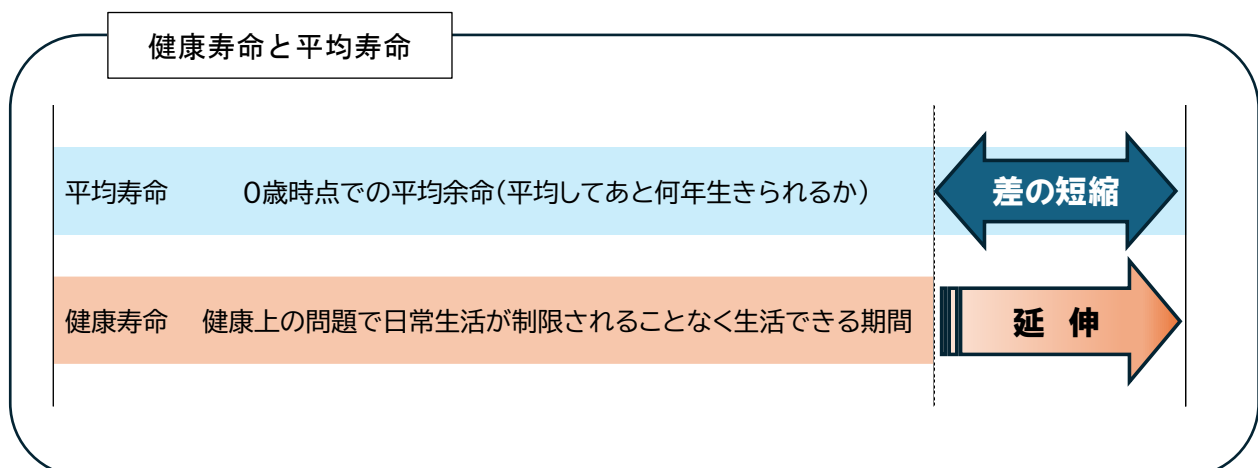 健康寿命と平均寿命
平均寿命 0歳時点での平均余命(平均してあと何年生きられるか)
差の短縮
健康寿命 健康上の問題で日常生活が制限されることなく生活できる期間
延 伸